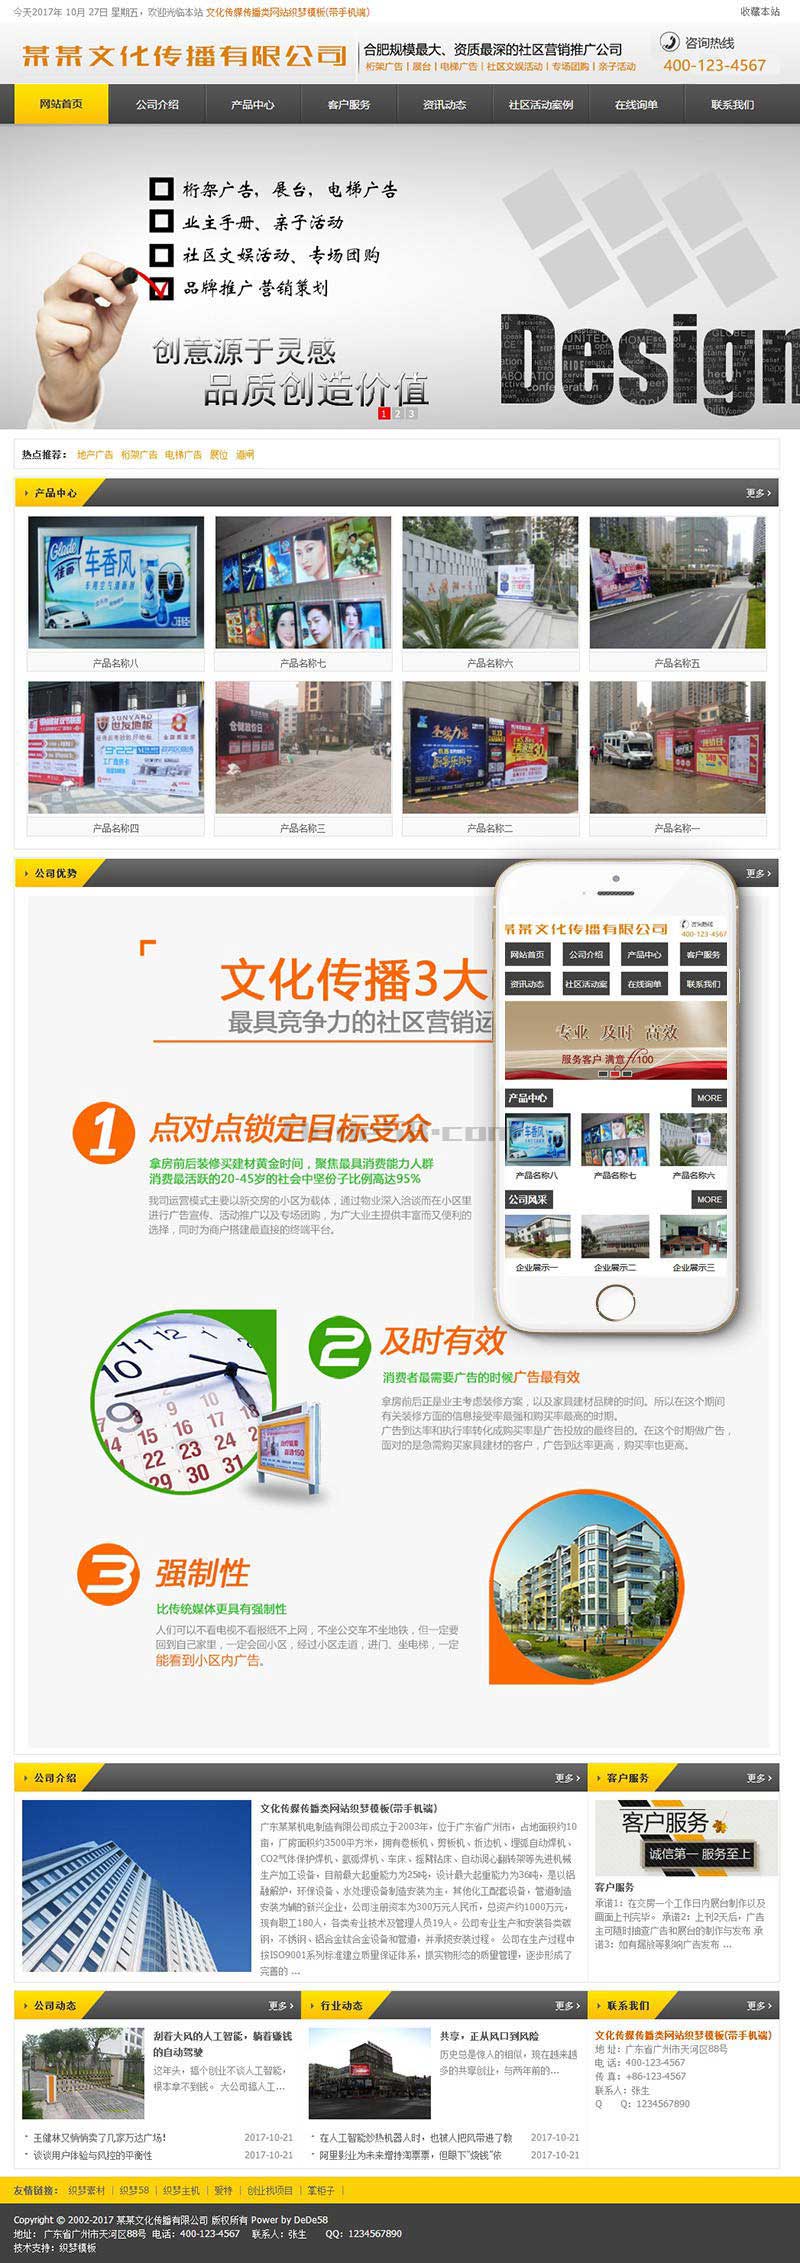 今天2017年 10月 27日 星期五，欢迎光临本站 文化传媒传播类网站织梦模板(带手机端)
收藏本站
某某文化传播有限公司
合肥规模最大、资质最深的社区营销推广公司
桁架广告 | 展台 | 电梯广告 | 社区文娱活动 | 专场团购 | 亲子活动
咨询热线
400-123-4567
网站首页 公司介绍 产品中心 客户服务 资讯动态 社区活动案例 在线询单 联系我们
桁架广告，展台，电梯广告
业主手册、亲子活动
社区文娱活动、专场团购
品牌推广 营销策划
创意源于灵感
品质创造价值
Design
1 2 3
热点推荐： 地产广告 桁架广告 电梯广告 展位 道闸
产品中心 更多
Glade
佳丽
车香风
产品名称八 产品名称七 产品名称六 产品名称五
SUNYARD
世友地板
9·22
产品名称四 产品名称三 产品名称二 产品名称一
公司优势 更多
文化传播3大
最具竞争力的社区营销运
1 点对点锁定目标受众
拿房前后装修买建材黄金时间，聚焦最具消费能力人群
消费最活跃的20-45岁的社会中坚份子比例高达95%
我司运营模式主要以新交房的小区为载体，通过物业深入洽谈而在小区里
进行广告宣传、活动推广以及专场团购，为广大业主提供丰富而又便利的
选择，同时为商户搭建最直接的终端平台。
某某文化传播有限公司
咨询热线
400-123-4567
网站首页 公司介绍 产品中心 客户服务
资讯动态 社区活动案 在线询单 联系我们
专业 及时 高效
服务客户 满意100
产品中心 MORE
车香风
产品名称八 产品名称七 产品名称六
公司风采 MORE
企业展示一 企业展示二 企业展示三
2 及时有效
消费者最需要广告的时候广告最有效
拿房前后正是业主考虑装修方案，以及家具建材品牌的时间。所以在这个期间
有关装修方面的信息接受率最强和购买率最高的时期。
广告到达率和执行率转化成购买率是广告投放的最终目的。在这个时期做广告，
面对的是急需购买家具建材的客户，广告到达率更高，购买率也更高。
3 强制性
比传统媒体更具有强制性
人们可以不看电视不看报纸不上网，不坐公交车不坐地铁，但一定要
回到自己家里，一定会回小区，经过小区走道，进门、坐电梯，一定
能看到小区内广告。
公司介绍 更多
文化传媒传播类网站织梦模板(带手机端)
广东某某机电制造有限公司成立于2003年，位于广东省广州市，占地面积约10
亩，厂房面积约3500平方米，拥有卷板机、剪板机、折边机、埋弧自动焊机、
CO2气体保护焊机、氩弧焊机、车床、摇臂钻床、自动调心翻转架等先进机械
生产加工设备，目前最大起重能力为25吨，设计最大起重能力为36吨，是以铝
融解炉，环保设备、水处理设备制造安装为主，其他化工配套设备，管道制造
安装为辅的新兴企业，公司注册资本为300万元人民币，总资产约1000万元，
现有职工180人，各类专业技术及管理人员19人。公司专业生产和安装各类碳
钢，不锈钢、铝合金钛合金设备和管道，并承揽安装过程。 公司在生产过程中
按ISO9001系列标准建立质量保证体系，抓实物形态的质量管理，逐步形成了
完善的 ...
客户服务 更多
客户服务
诚信第一 服务至上
客户服务
承诺1：在交房一个工作日内展台制作以及
画面上刊完毕。 承诺2：上刊2天后，广告
主可随时抽查广告和展台的制作与发布 承
诺3：如有漏放等影响广告发布 ...
公司动态 更多
刮着大风的人工智能，躺着赚钱
的自动驾驶
这年头，搞个创业不谈人工智能，
根本拿不到钱。 大公司搞人工...
王健林又悄悄卖了几家万达广场! 2017-10-21
谈谈用户体验与风控的平衡性 2017-10-21
行业动态 更多
共享，正从风口到风险
历史总是惊人的相似，现在越来越
多的共享创业，与两年前的...
在人工智能炒热机器人时，也被人把风带进了教 2017-10-21
阿里影业为未来增持淘票票，但眼下"烧钱"依 2017-10-21
联系我们 更多
文化传媒传播类网站织梦模板(带手机端)
地 址：广东省广州市天河区88号
电 话：400-123-4567
传 真：+86-123-4567
联系人：张生
Q Q：1234567890
友情链接： 织梦素材 | 织梦58 | 织梦主机 | 爱特 | 创业找项目 | 掌柜子 |
Copyright © 2002-2017 某某文化传播有限公司 版权所有 Power by DeDe58
地址： 广东省广州市天河区88号 电话：400-123-4567 联系人：张生 QQ：1234567890
技术支持：织梦模板